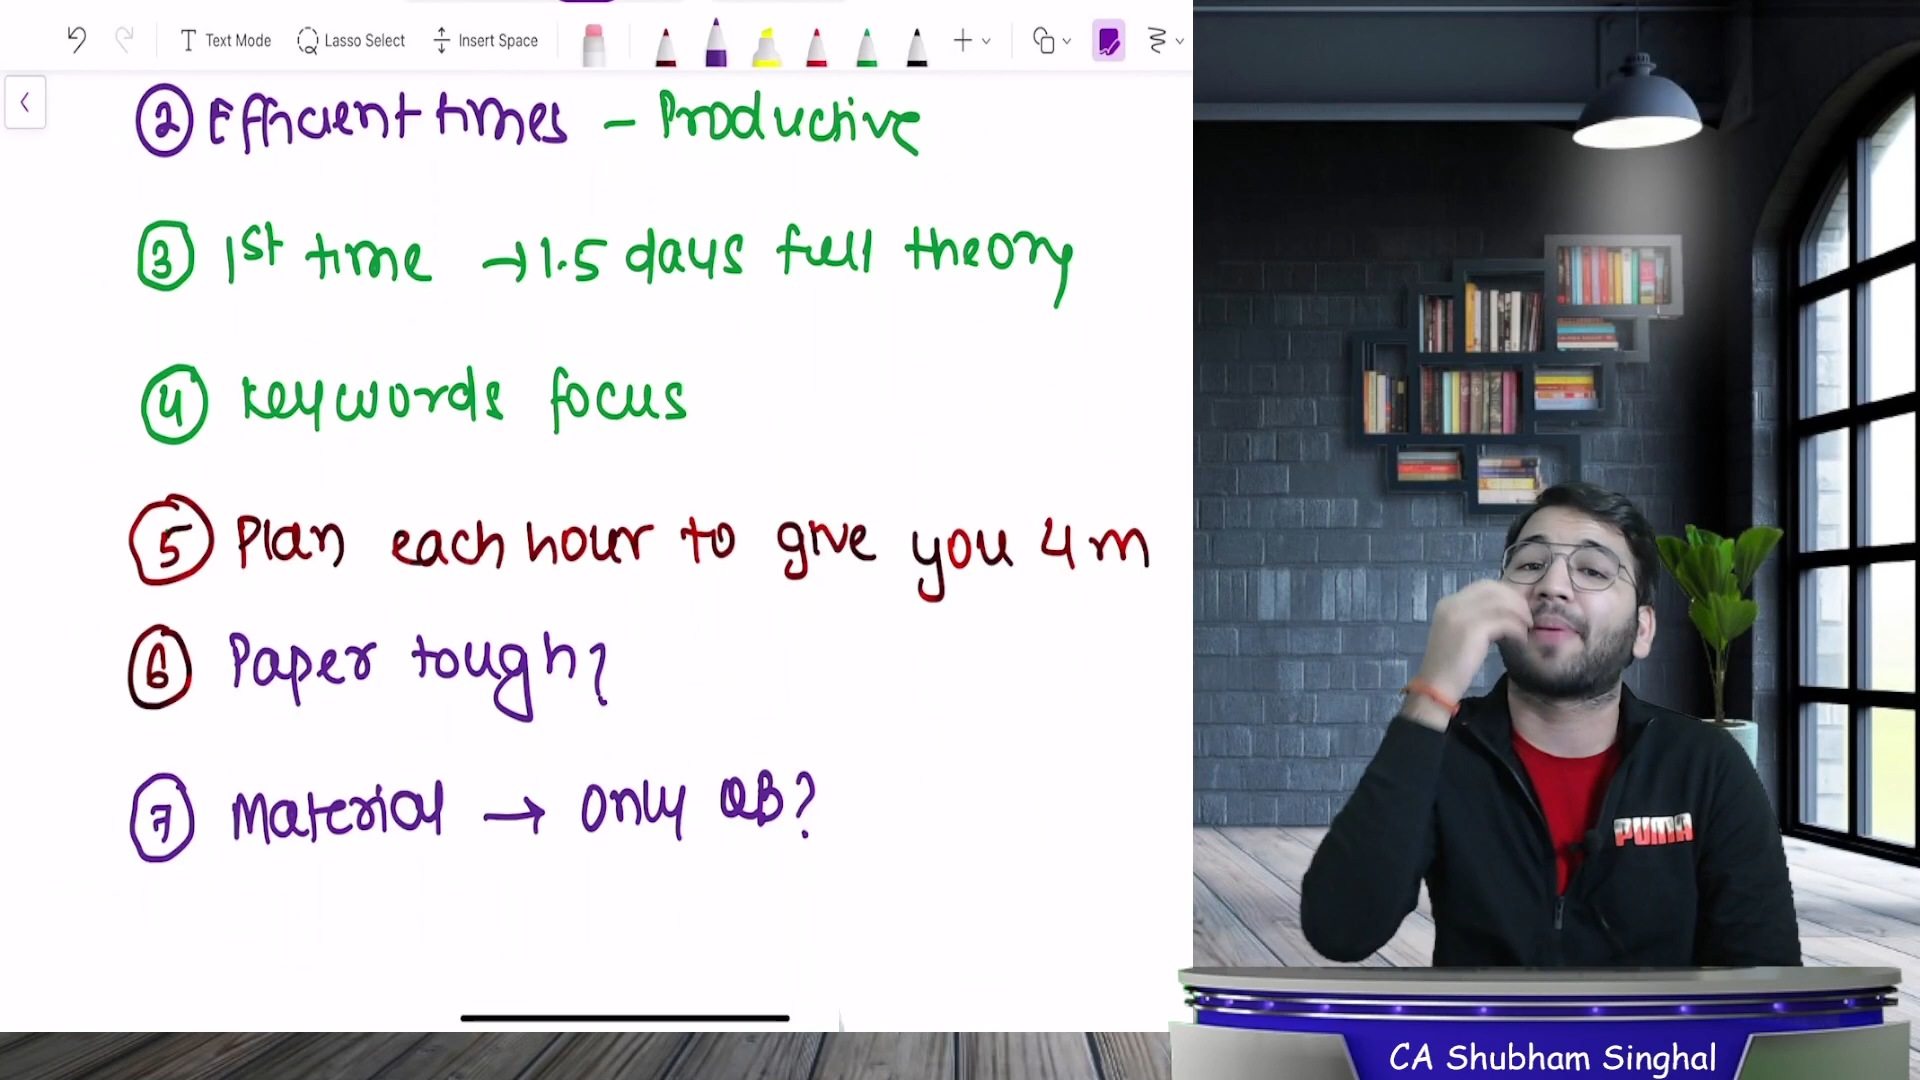 Text Mode Lasso Select Insert Space
② Efficient times - Productive
③ 1st time → 1.5 days full theory
④ Keywords focus
⑤ Plan each hour to give you 4 m
⑥ Paper tough?
⑦ Material → Only QB?
PUMA
CA Shubham Singhal